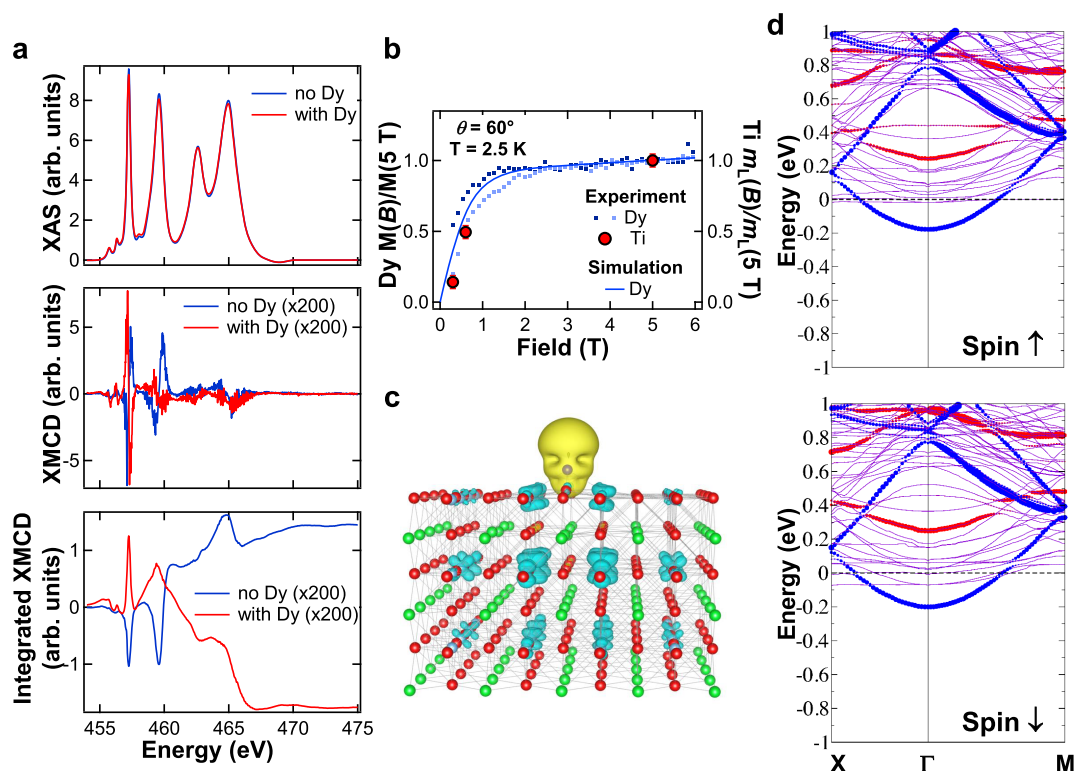 a
XAS (arb. units)
8
4
0
no Dy
with Dy
XMCD (arb. units)
5
0
-5
no Dy (x200)
with Dy (x200)
Integrated XMCD
(arb. units)
1
0
-1
no Dy (x200)
with Dy (x200)
455
460
465
470
475
Energy (eV)
b
Dy M(B)/M(5 T)
1.0
0.5
0.0
θ = 60°
T = 2.5 K
Experiment
Dy
Ti
Simulation
Dy
1.0
0.5
0.0
Ti mL(B)/mL(5 T)
0 1 2 3 4 5 6
Field (T)
c
d
Energy (eV)
1
0.8
0.6
0.4
0.2
0
-0.2
-0.4
-0.6
-0.8
-1
Spin ↑
Energy (eV)
1
0.8
0.6
0.4
0.2
0
-0.2
-0.4
-0.6
-0.8
-1
Spin ↓
X Γ M